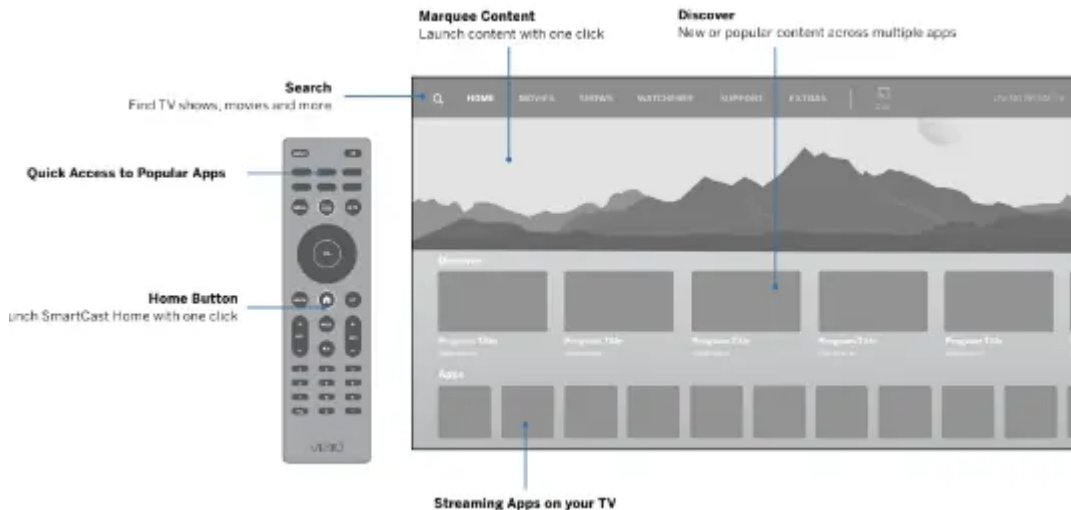 Marquee Content
Launch content with one click
Discover
New or popular content across multiple apps
Search
Find TV shows, movies and more
HOME MOVIES SHOWS WATCHFREE SUPPORT EXTRAS
Quick Access to Popular Apps
Discover
Home Button
unch SmartCast Home with one click
Program Title Program Title Program Title Program Title Program Title
Apps
VIZIO
Streaming Apps on your TV